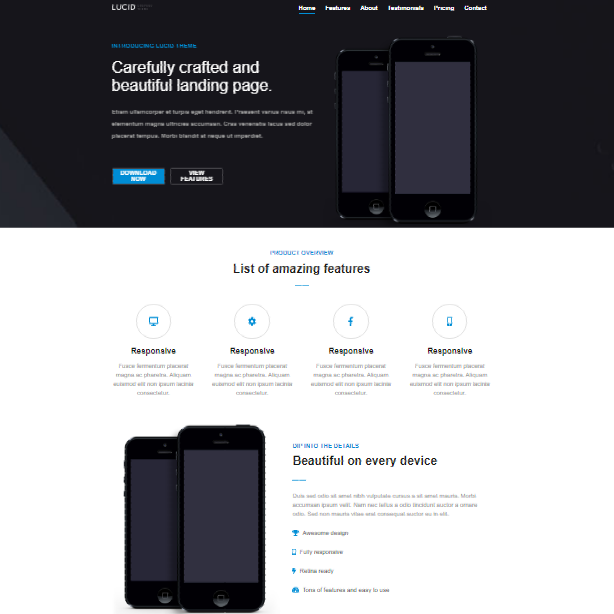 LUCID
Home Features About Testimonials Pricing Contact
INTRODUCING LUCID THEME
Carefully crafted and
beautiful landing page.
Etiam ullamcorper et turpis eget hendrerit. Praesent varius risus mi, at
elementum magna ultricies accumsan. Cras venenatis lacus sed dolor
placerat tempus. Morbi blandit at neque ut imperdiet.
DOWNLOAD
NOW
VIEW
FEATURES
PRODUCT OVERVIEW
List of amazing features
Responsive Responsive Responsive Responsive
Fusce fermentum placerat Fusce fermentum placerat Fusce fermentum placerat Fusce fermentum placerat
magna ac pharetra. Aliquam magna ac pharetra. Aliquam magna ac pharetra. Aliquam magna ac pharetra. Aliquam
euismod elit non ipsum lacinia euismod elit non ipsum lacinia euismod elit non ipsum lacinia euismod elit non ipsum lacinia
consectetur. consectetur. consectetur. consectetur.
DIP INTO THE DETAILS
Beautiful on every device
Duis sed odio sit amet nibh vulputate cursus a sit amet mauris. Morbi
accumsan ipsum velit. Nam nec tellus a odio tincidunt auctor a ornare
odio. Sed non mauris vitae erat consequat auctor eu in elit.
Awesome design
Fully responsive
Retina ready
Tons of features and easy to use